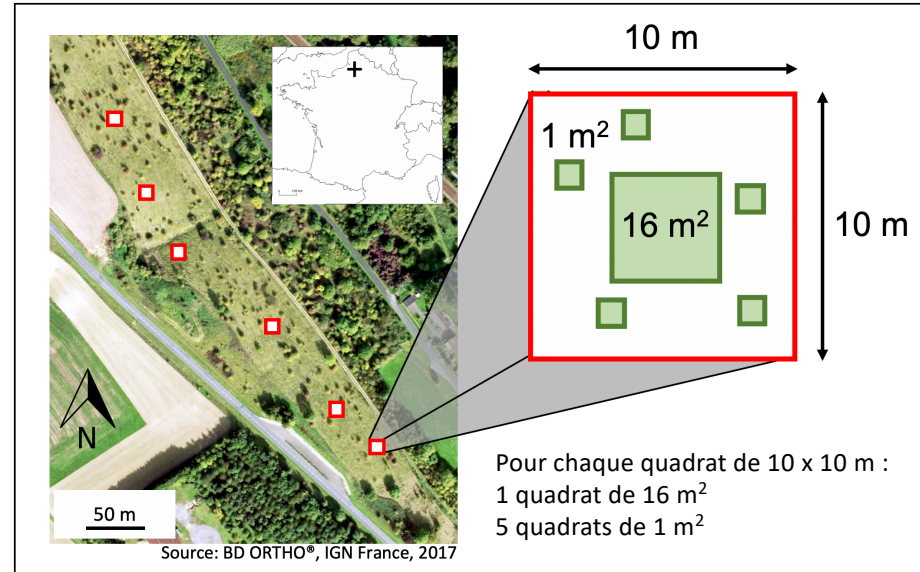 10 m
1 m²
16 m²
10 m
N
50 m
Source: BD ORTHO®, IGN France, 2017
Pour chaque quadrat de 10 x 10 m :
1 quadrat de 16 m²
5 quadrats de 1 m²